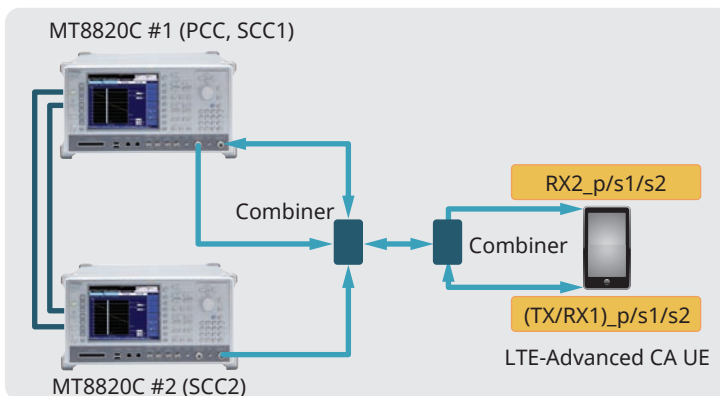 MT8820C #1 (PCC, SCC1)
Combiner
RX2_p/s1/s2
Combiner
(TX/RX1)_p/s1/s2
LTE-Advanced CA UE
MT8820C #2 (SCC2)